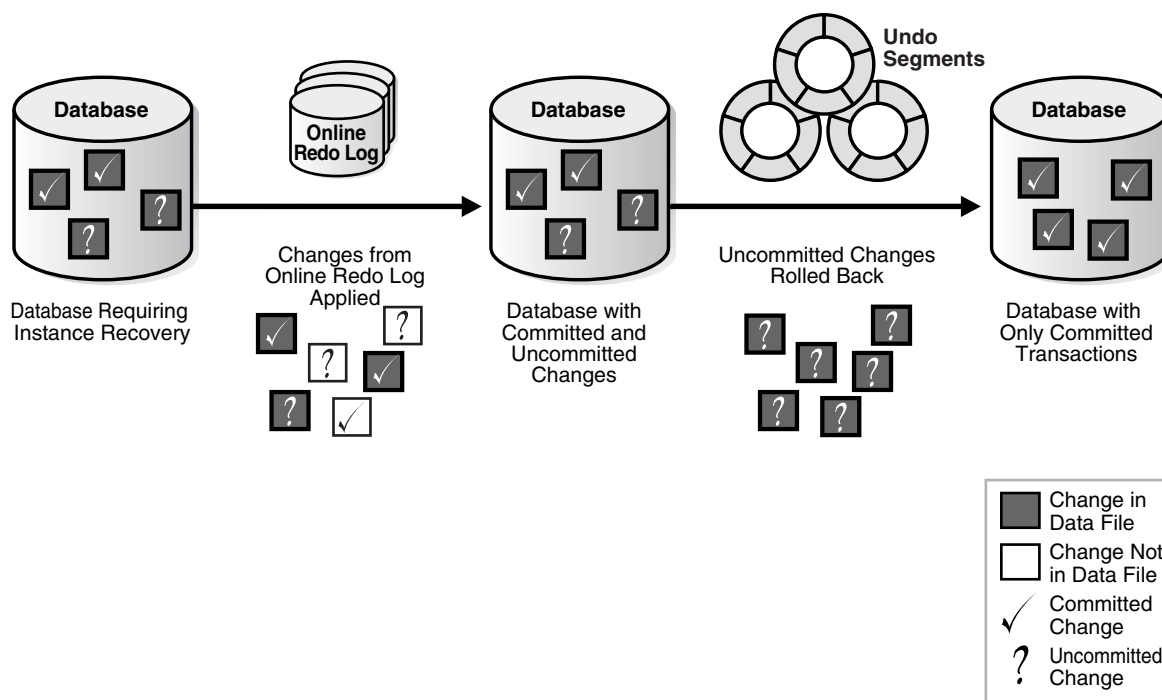 Undo
Segments
Database
Online
Redo Log
Database
Database
Changes from
Online Redo Log
Applied
Uncommitted Changes
Rolled Back
Database Requiring
Instance Recovery
Database with
Committed and
Uncommitted
Changes
Database with
Only Committed
Transactions
Change in
Data File
Change Not
in Data File
Committed
Change
Uncommitted
Change